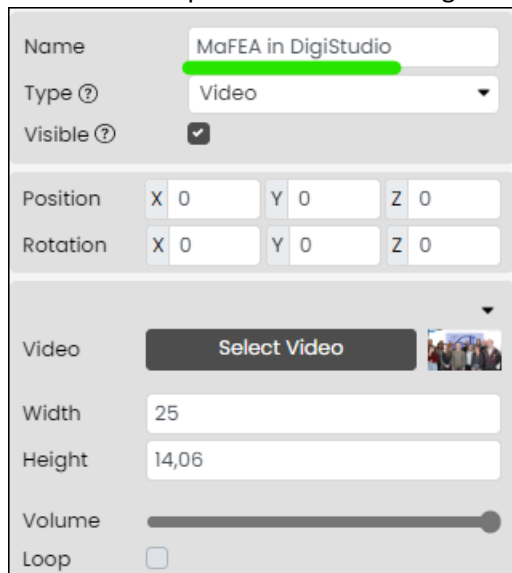 Name MaFEA in DigiStudio
Type ? Video
Visible ?
Position X 0 Y 0 Z 0
Rotation X 0 Y 0 Z 0
Video Select Video
Width 25
Height 14,06
Volume
Loop